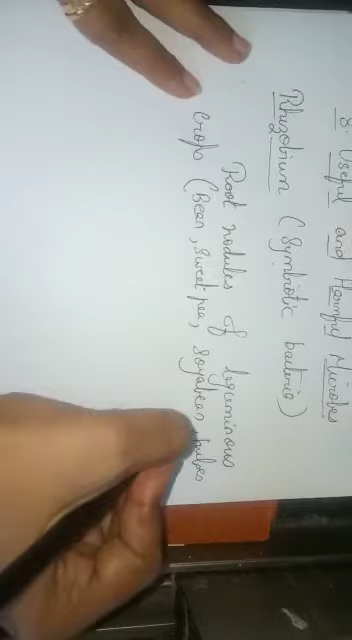 8. Useful and Harmful Microbes
Rhizobium (Symbiotic bacteria)
Root nodules of leguminous
crops (Bean, Sweet pea, Soyabean, pulses